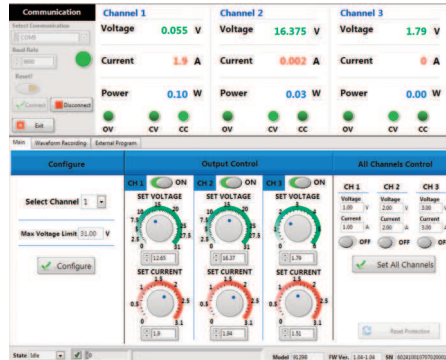 Communication
Select Communication
COM5
Baud Rate
9600
Reset?
Connect
Disconnect
Exit
Channel 1
Voltage 0.055 V
Current 1.9 A
Power 0.10 W
OV CV CC
Channel 2
Voltage 16.375 V
Current 0.002 A
Power 0.03 W
OV CV CC
Channel 3
Voltage 1.79 V
Current 0 A
Power 0.00 W
OV CV CC
Main Waveform Recording External Program
Configure
Select Channel 1
Max Voltage Limit 31.00 V
Configure
Output Control
CH 1 ON
SET VOLTAGE
12.65
SET CURRENT
1.9
CH 2 ON
SET VOLTAGE
16.37
SET CURRENT
1.94
CH 3 ON
SET VOLTAGE
1.79
SET CURRENT
1.51
All Channels Control
CH 1 CH 2 CH 3
Voltage Voltage Voltage
1.00 V 2.00 V 3.00 V
Current Current Current
1.00 A 2.00 A 3.00 A
OFF OFF OFF
Set All Channels
Reset Protection
State Idle
Model 9129B FW Ver. 1.04-1.04 SN